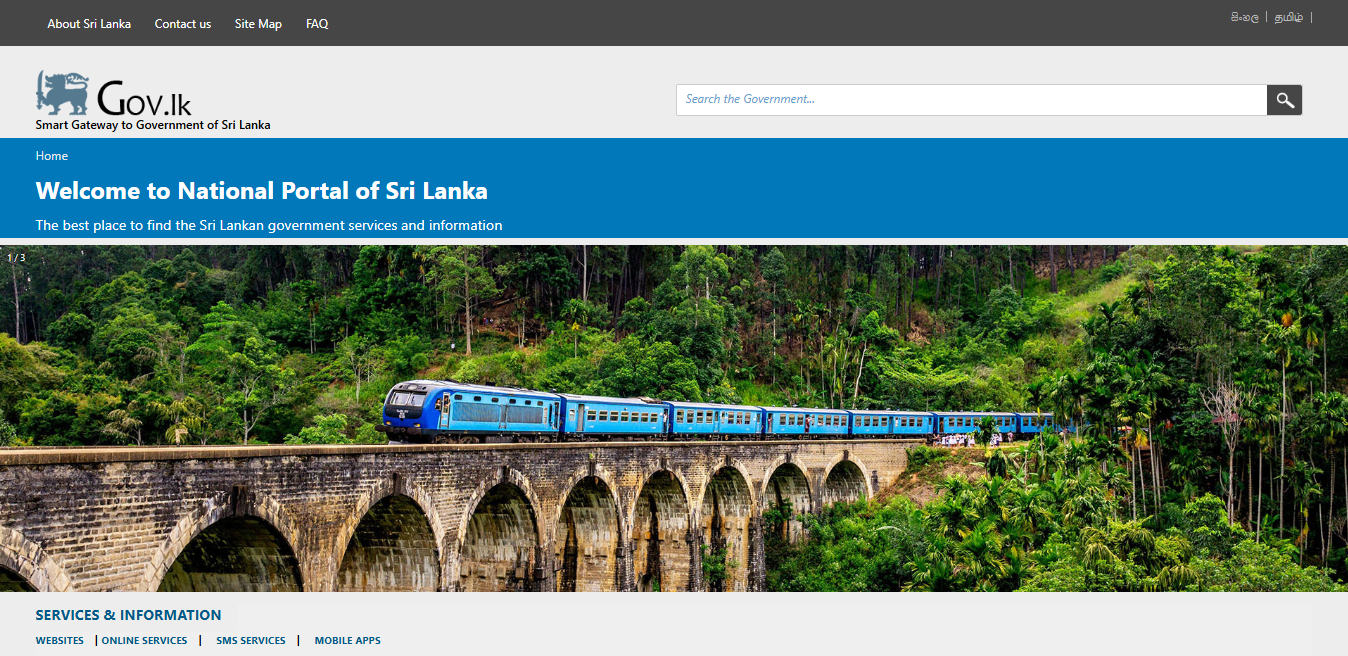 About Sri Lanka Contact us Site Map FAQ
සිංහල | தமிழ் |
Gov.lk
Smart Gateway to Government of Sri Lanka
Search the Government...
Home
Welcome to National Portal of Sri Lanka
The best place to find the Sri Lankan government services and information
1 / 3
SERVICES & INFORMATION
WEBSITES | ONLINE SERVICES | SMS SERVICES | MOBILE APPS